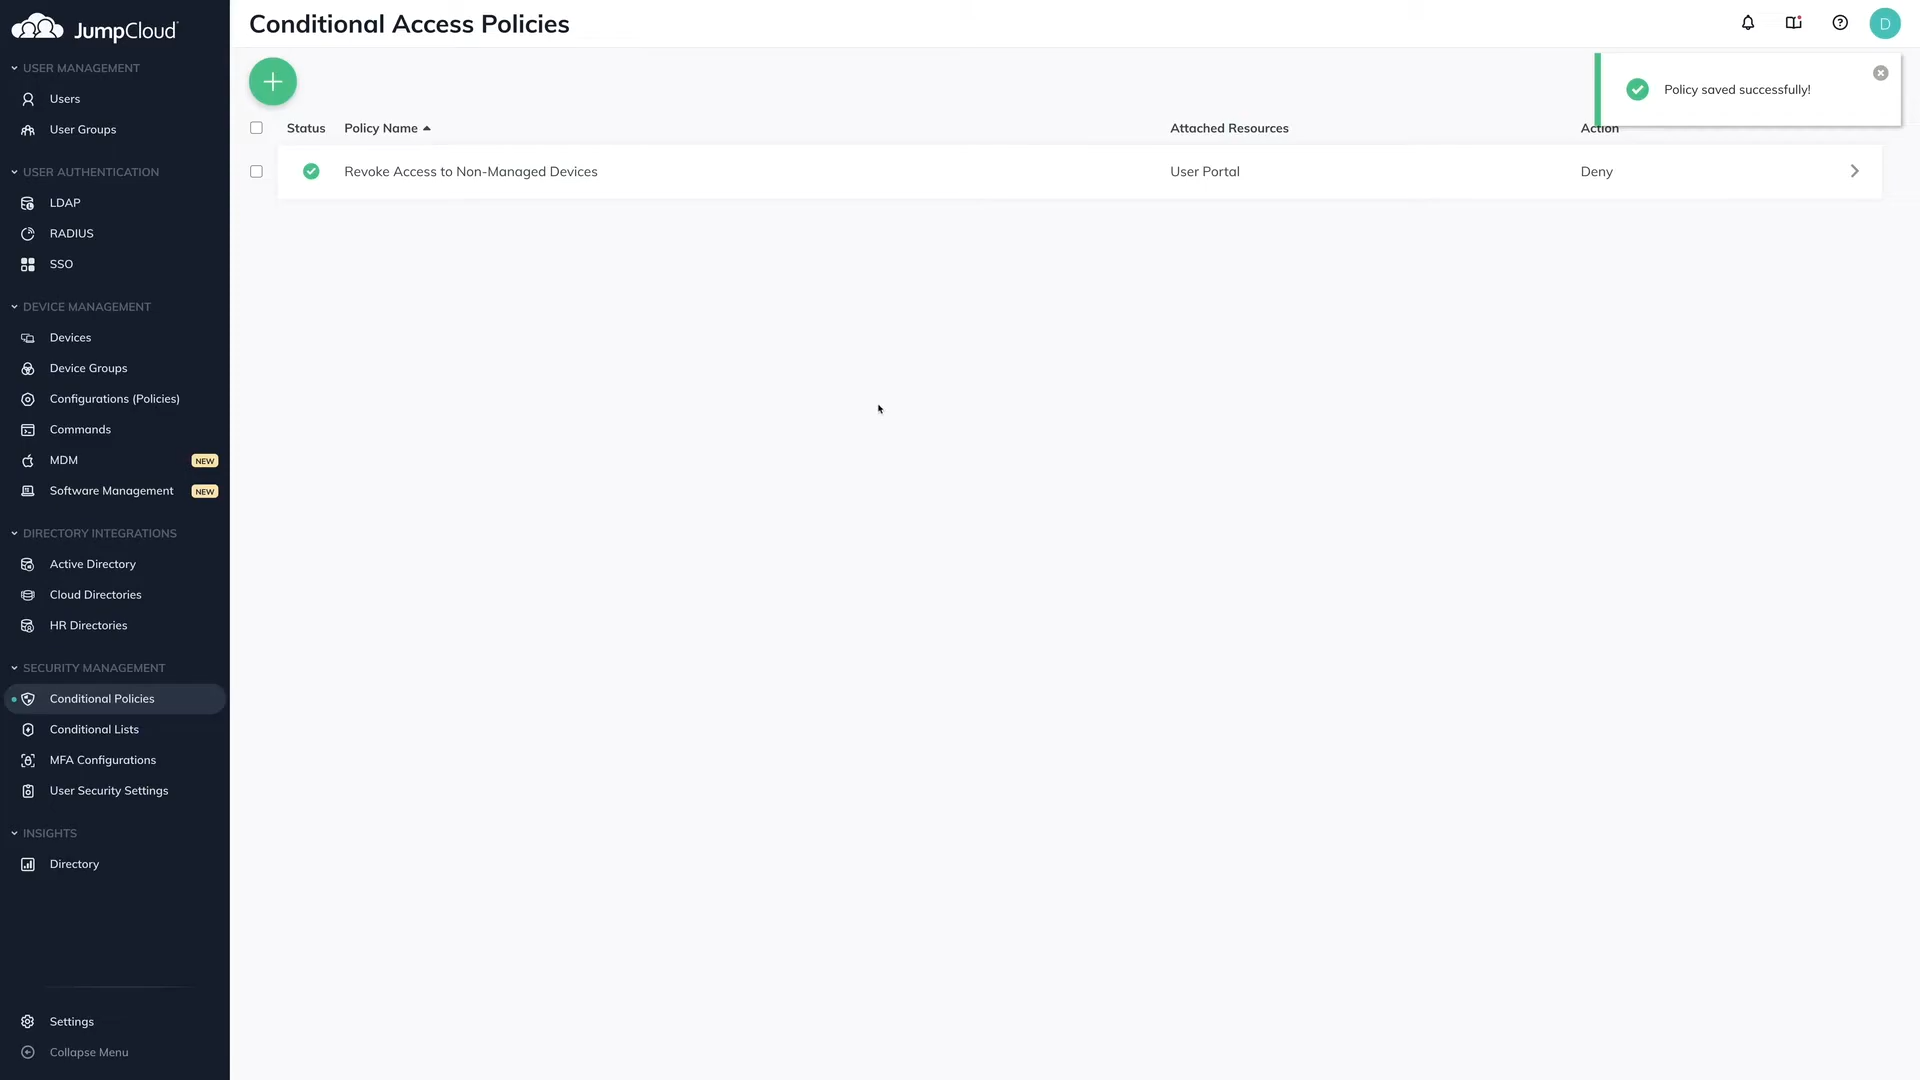 JumpCloud
USER MANAGEMENT
Users
User Groups
USER AUTHENTICATION
LDAP
RADIUS
SSO
DEVICE MANAGEMENT
Devices
Device Groups
Configurations (Policies)
Commands
MDM NEW
Software Management NEW
DIRECTORY INTEGRATIONS
Active Directory
Cloud Directories
HR Directories
SECURITY MANAGEMENT
Conditional Policies
Conditional Lists
MFA Configurations
User Security Settings
INSIGHTS
Directory
Settings
Collapse Menu
Conditional Access Policies
D
Policy saved successfully!
Status Policy Name Attached Resources Action
Revoke Access to Non-Managed Devices User Portal Deny